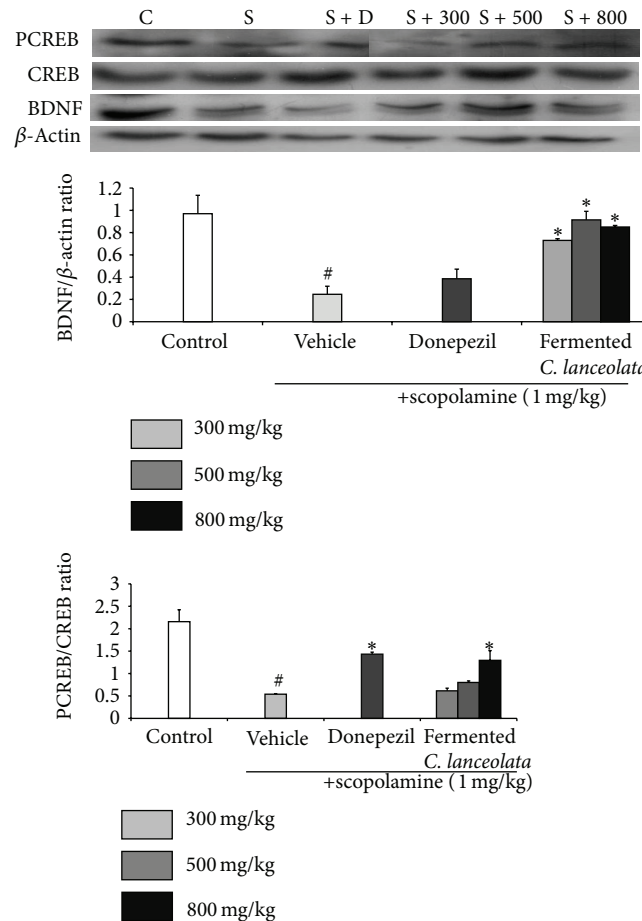 C S S + D S + 300 S + 500 S + 800
PCREB
CREB
BDNF
β-Actin
BDNF/β-actin ratio
1.2
1
0.8
0.6
0.4
0.2
0
#
*
*
*
Control Vehicle Donepezil Fermented
C. lanceolata
+scopolamine (1 mg/kg)
300 mg/kg
500 mg/kg
800 mg/kg
PCREB/CREB ratio
3
2.5
2
1.5
1
0.5
0
#
*
*
Control Vehicle Donepezil Fermented
C. lanceolata
+scopolamine (1 mg/kg)
300 mg/kg
500 mg/kg
800 mg/kg